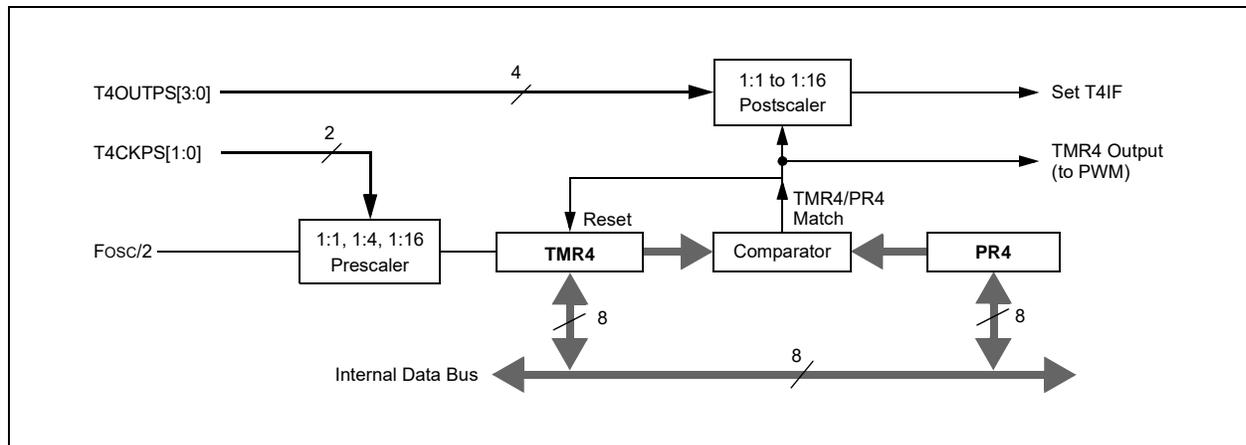 4
1:1 to 1:16
Postscaler
T4OUTPS[3:0]
Set T4IF
2
T4CKPS[1:0]
TMR4 Output
(to PWM)
TMR4/PR4
Match
Reset
1:1, 1:4, 1:16
Prescaler
FOSC/2
TMR4
Comparator
PR4
8
8
8
Internal Data Bus